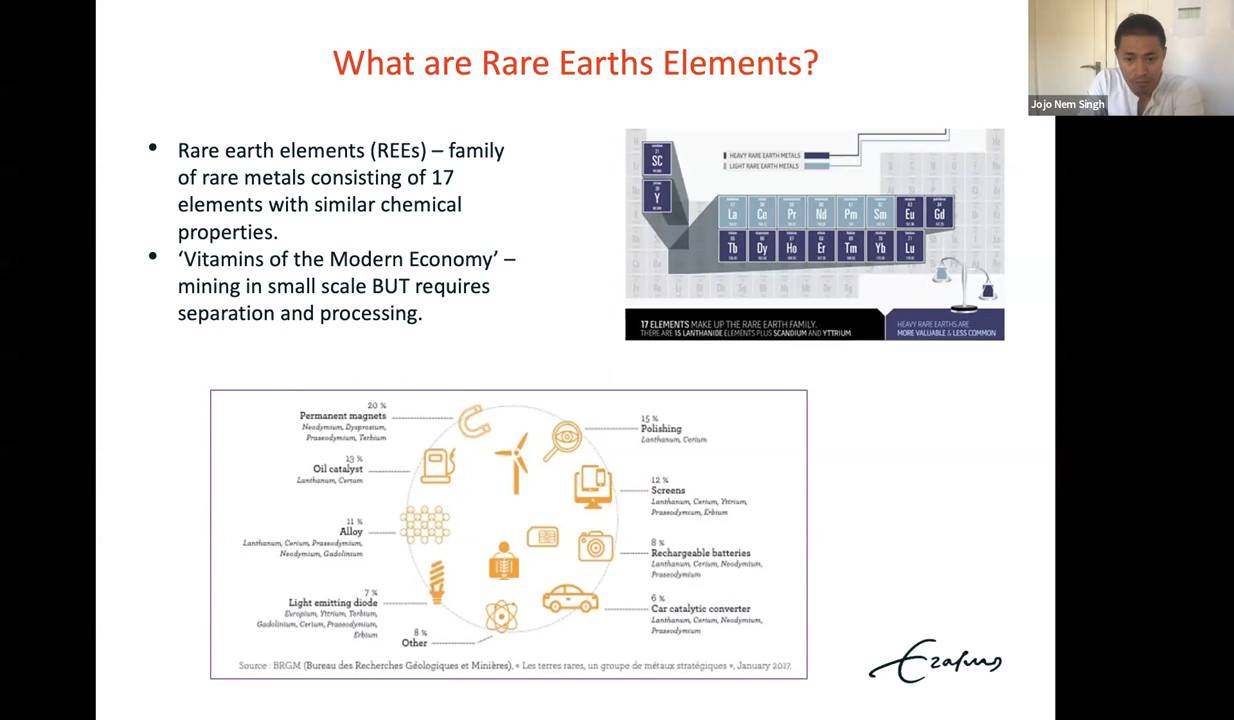 What are Rare Earths Elements?
Jojo Nem Singh
• Rare earth elements (REEs) – family
of rare metals consisting of 17
elements with similar chemical
properties.
• ‘Vitamins of the Modern Economy’ –
mining in small scale BUT requires
separation and processing.
HEAVY RARE EARTH METALS
LIGHT RARE EARTH METALS
21
SC
Y
La Ce Pr Nd Pm Sm Eu Gd
Tb Dy Ho Er Tm Yb Lu
17 ELEMENTS MAKE UP THE RARE EARTH FAMILY.
THERE ARE 15 LANTHANIDE ELEMENTS PLUS SCANDIUM AND YTTRIUM.
HEAVY RARE EARTHS ARE
MORE VALUABLE & LESS COMMON
20 %
Permanent magnets
Neodymium, Dysprosium,
Praseodymium, Terbium
13 %
Oil catalyst
Lanthanum, Cerium
11 %
Alloy
Lanthanum, Cerium, Praseodymium,
Neodymium, Gadolinium
7 %
Light emitting diode
Europium, Yttrium, Terbium,
Gadolinium, Cerium, Praseodymium,
Erbium
8 %
Other
15 %
Polishing
Lanthanum, Cerium
12 %
Screens
Lanthanum, Cerium, Yttrium,
Praseodymium, Erbium
8 %
Rechargeable batteries
Lanthanum, Cerium, Neodymium,
Praseodymium
6 %
Car catalytic converter
Lanthanum, Cerium, Neodymium,
Praseodymium
Source : BRGM (Bureau des Recherches Géologiques et Minières), « Les terres rares, un groupe de métaux stratégiques », January 2017.
Erasmus